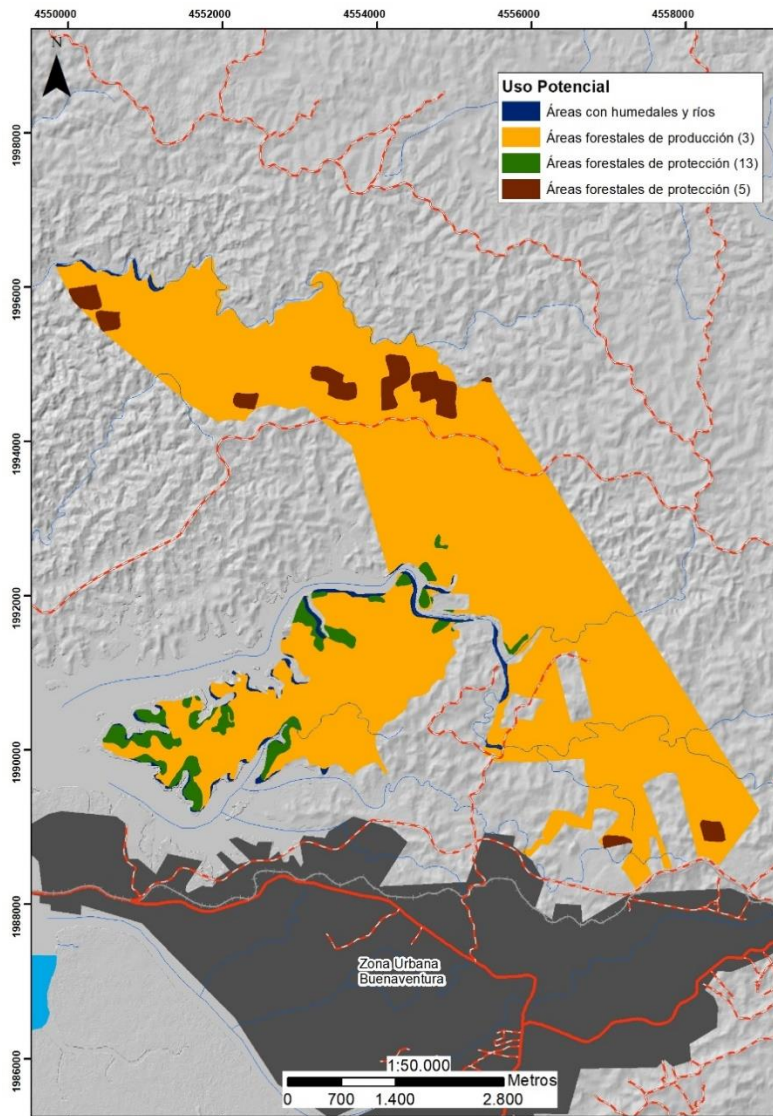 4550000 4552000 4554000 4556000 4558000
N
Uso Potencial
Áreas con humedales y ríos
Áreas forestales de producción (3)
Áreas forestales de protección (13)
Áreas forestales de protección (5)
1998000
1996000
1994000
1992000
1990000
1988000
1986000
Zona Urbana
Buenaventura
1:50.000
Metros
0 700 1.400 2.800